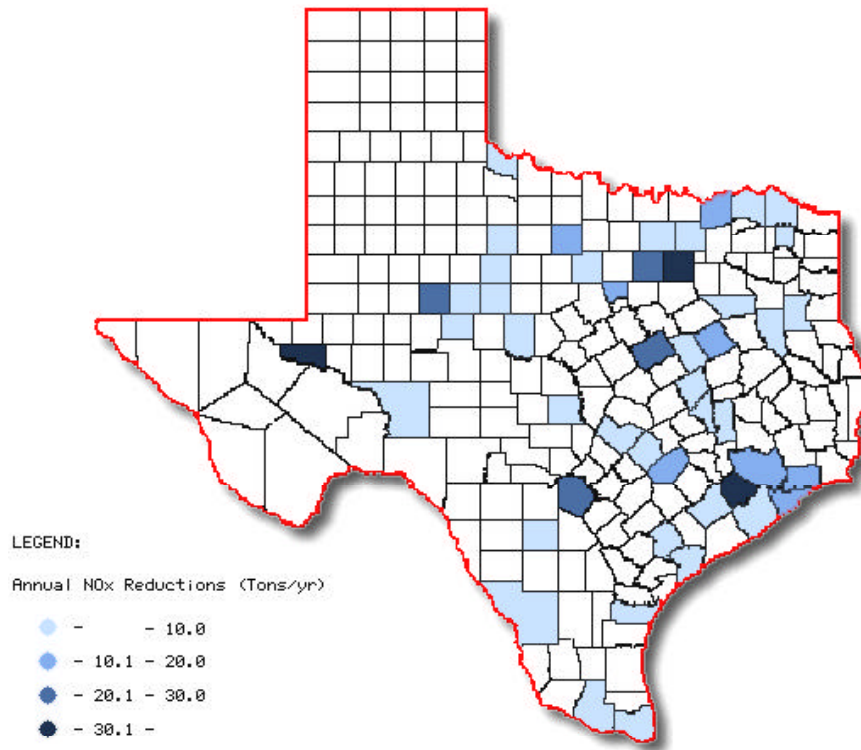 LEGEND:
Annual NOx Reductions (Tons/yr)
- - 10.0
- 10.1 - 20.0
- 20.1 - 30.0
- 30.1 -